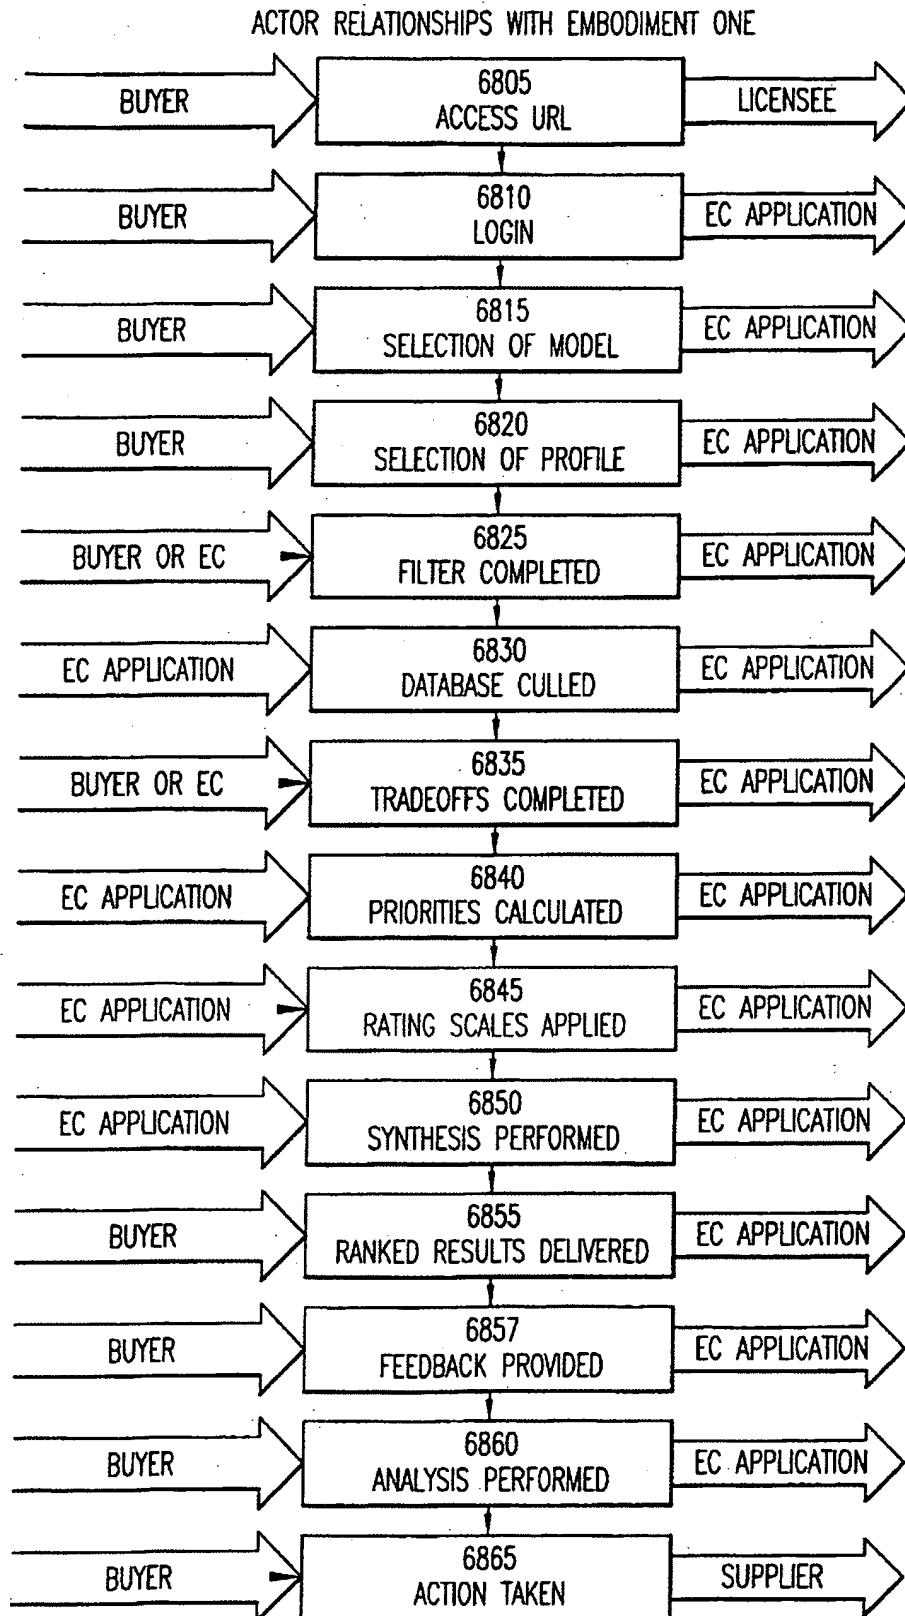 ACTOR RELATIONSHIPS WITH EMBODIMENT ONE
BUYER
6805
ACCESS URL
LICENSEE
BUYER
6810
LOGIN
EC APPLICATION
BUYER
6815
SELECTION OF MODEL
EC APPLICATION
BUYER
6820
SELECTION OF PROFILE
EC APPLICATION
BUYER OR EC
6825
FILTER COMPLETED
EC APPLICATION
EC APPLICATION
6830
DATABASE CULLED
EC APPLICATION
BUYER OR EC
6835
TRADEOFFS COMPLETED
EC APPLICATION
EC APPLICATION
6840
PRIORITIES CALCULATED
EC APPLICATION
EC APPLICATION
6845
RATING SCALES APPLIED
EC APPLICATION
EC APPLICATION
6850
SYNTHESIS PERFORMED
EC APPLICATION
BUYER
6855
RANKED RESULTS DELIVERED
EC APPLICATION
BUYER
6857
FEEDBACK PROVIDED
EC APPLICATION
BUYER
6860
ANALYSIS PERFORMED
EC APPLICATION
BUYER
6865
ACTION TAKEN
SUPPLIER